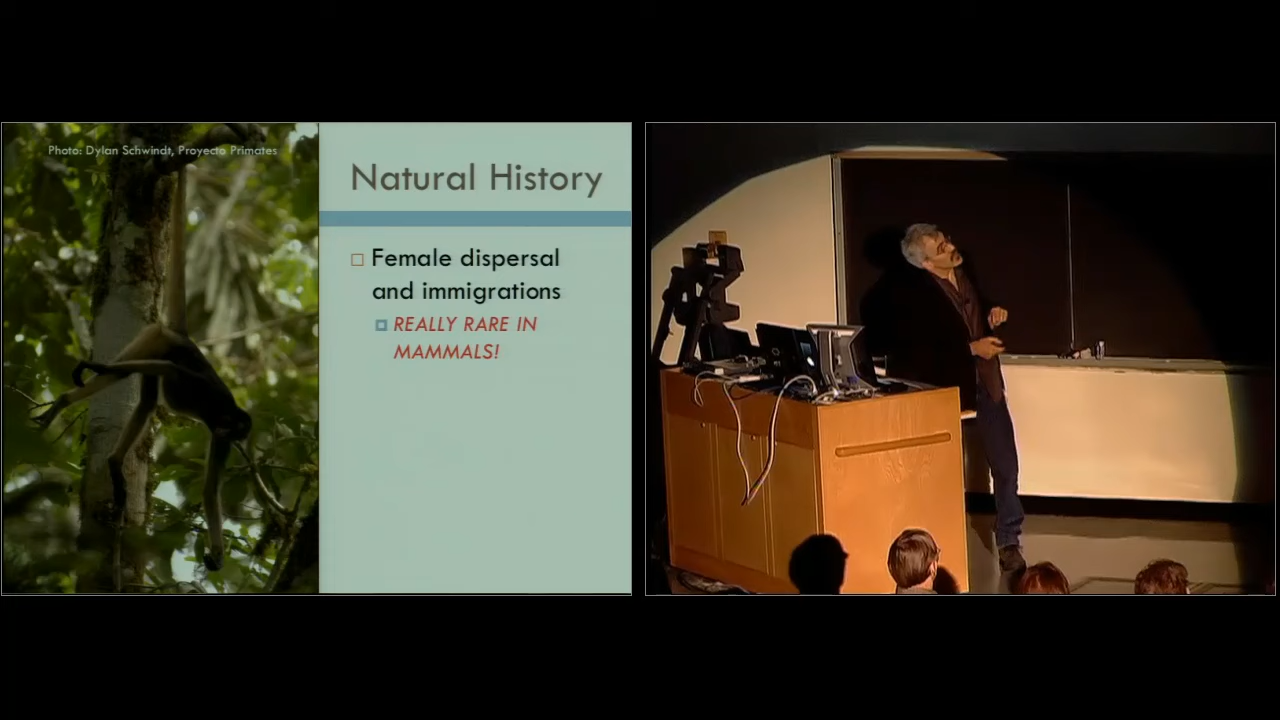 Photo: Dylan Schwindt, Proyecto Primates
Natural History
Female dispersal
and immigrations
REALLY RARE IN
MAMMALS!